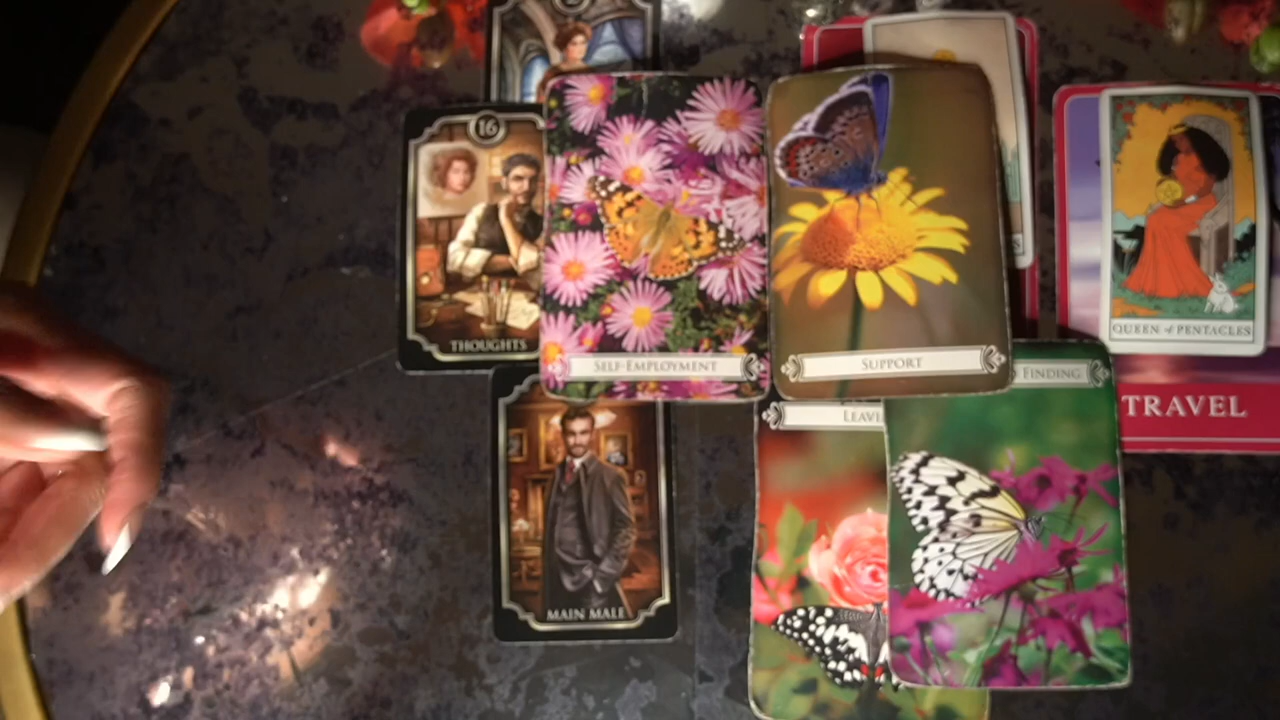 16
THOUGHTS
SELF-EMPLOYMENT
SUPPORT
QUEEN of PENTACLES
FINDING
TRAVEL
MAIN MALE